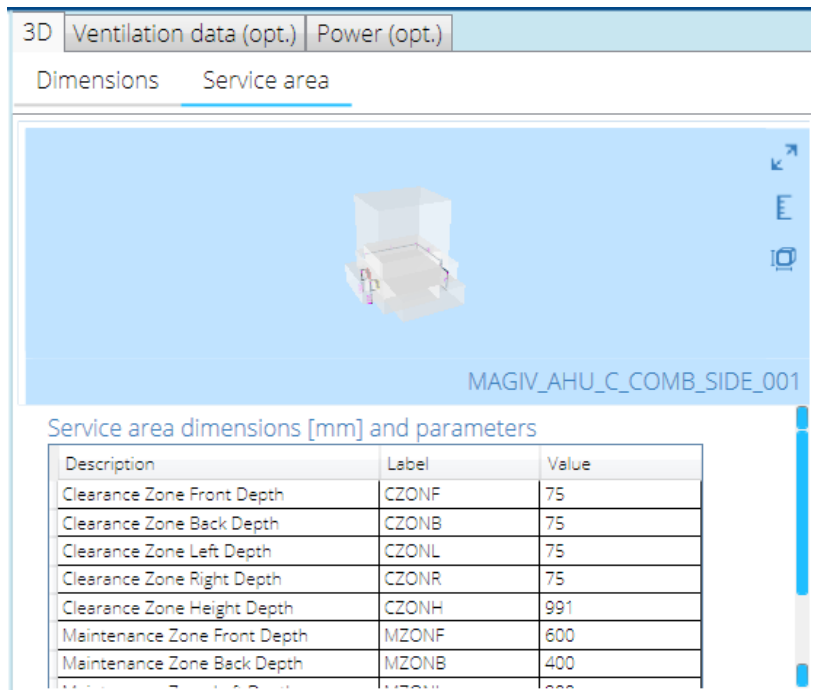 3D Ventilation data (opt.) Power (opt.)
Dimensions Service area
MAGIV_AHU_C_COMB_SIDE_001
Service area dimensions [mm] and parameters
Description Label Value
Clearance Zone Front Depth CZONF 75
Clearance Zone Back Depth CZONB 75
Clearance Zone Left Depth CZONL 75
Clearance Zone Right Depth CZONR 75
Clearance Zone Height Depth CZONH 991
Maintenance Zone Front Depth MZONF 600
Maintenance Zone Back Depth MZONB 400